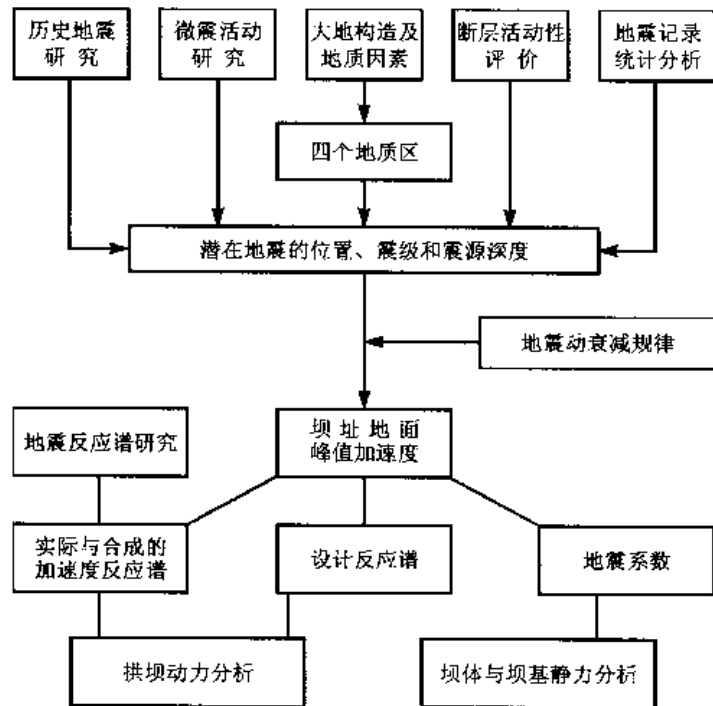 历史地震
研究
微震活动
研究
大地构造及
地质因素
断层活动性
评价
地震记录
统计分析
四个地质区
潜在地震的位置、震级和震源深度
地震动衰减规律
地震反应谱研究
坝址地面
峰值加速度
实际与合成的
加速度反应谱
设计反应谱
地震系数
拱坝动力分析
坝体与坝基静力分析